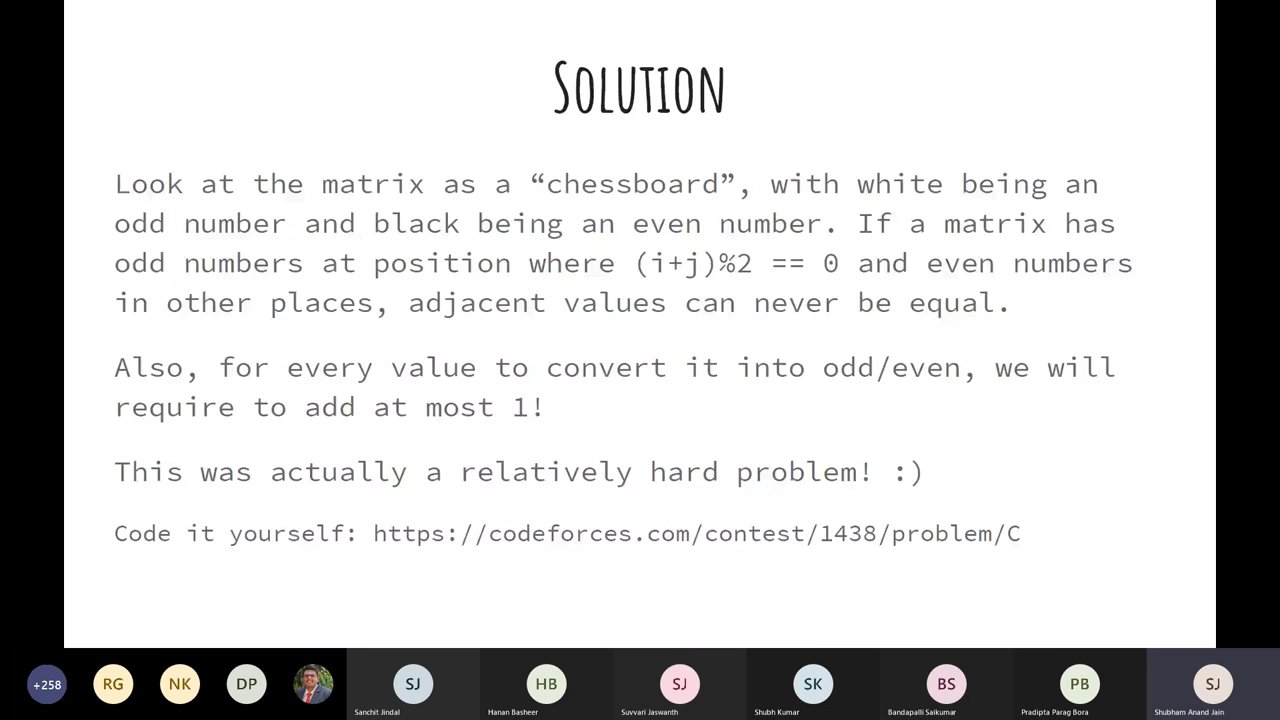 Solution
Look at the matrix as a “chessboard”, with white being an
odd number and black being an even number. If a matrix has
odd numbers at position where (i+j)%2 == 0 and even numbers
in other places, adjacent values can never be equal.
Also, for every value to convert it into odd/even, we will
require to add at most 1!
This was actually a relatively hard problem! :)
Code it yourself: https://codeforces.com/contest/1438/problem/C
+258
RG
NK
DP
SJ
HB
SJ
SK
BS
PB
SJ
Sanchit Jindal
Hanan Basheer
Suvvari Jaswanth
Shubh Kumar
Bandapalli Saikumar
Pradipta Parag Bora
Shubham Anand Jain